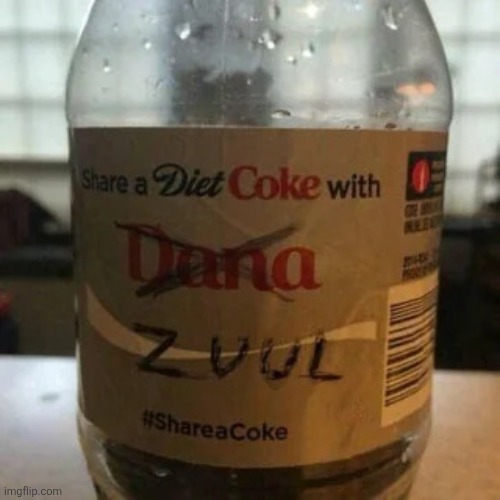 Share a Diet Coke with
Dana
ZUUL
#ShareaCoke
imgflip.com